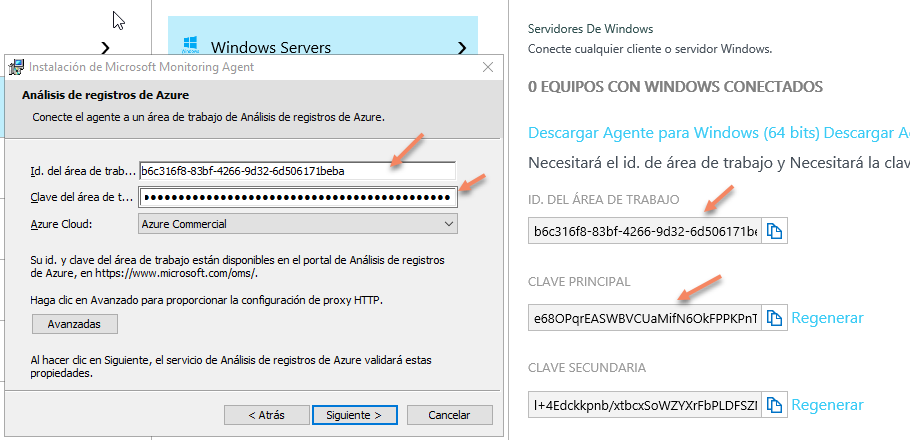 Windows Servers
Instalación de Microsoft Monitoring Agent
Análisis de registros de Azure
Conecte el agente a un área de trabajo de Análisis de registros de Azure.
Id. del área de trab...
b6c316f8-83bf-4266-9d32-6d506171beba
Clave del área de t...
Azure Cloud:
Azure Commercial
Su id. y clave del área de trabajo están disponibles en el portal de Análisis de registros
de Azure, en https://www.microsoft.com/oms/.
Haga clic en Avanzado para proporcionar la configuración de proxy HTTP.
Avanzadas
Al hacer clic en Siguiente, el servicio de Análisis de registros de Azure validará estas
propiedades.
< Atrás
Siguiente >
Cancelar
Servidores De Windows
Conecte cualquier cliente o servidor Windows.
0 EQUIPOS CON WINDOWS CONECTADOS
Descargar Agente para Windows (64 bits) Descargar A
Necesitará el id. de área de trabajo y Necesitará la clav
ID. DEL ÁREA DE TRABAJO
b6c316f8-83bf-4266-9d32-6d506171be
CLAVE PRINCIPAL
e68OPqrEASWBVCUaMifN6OkFPPKPnT
Regenerar
CLAVE SECUNDARIA
l+4Edckkpnb/xtbcxSoWZYXrFbPLDFSZI
Regenerar